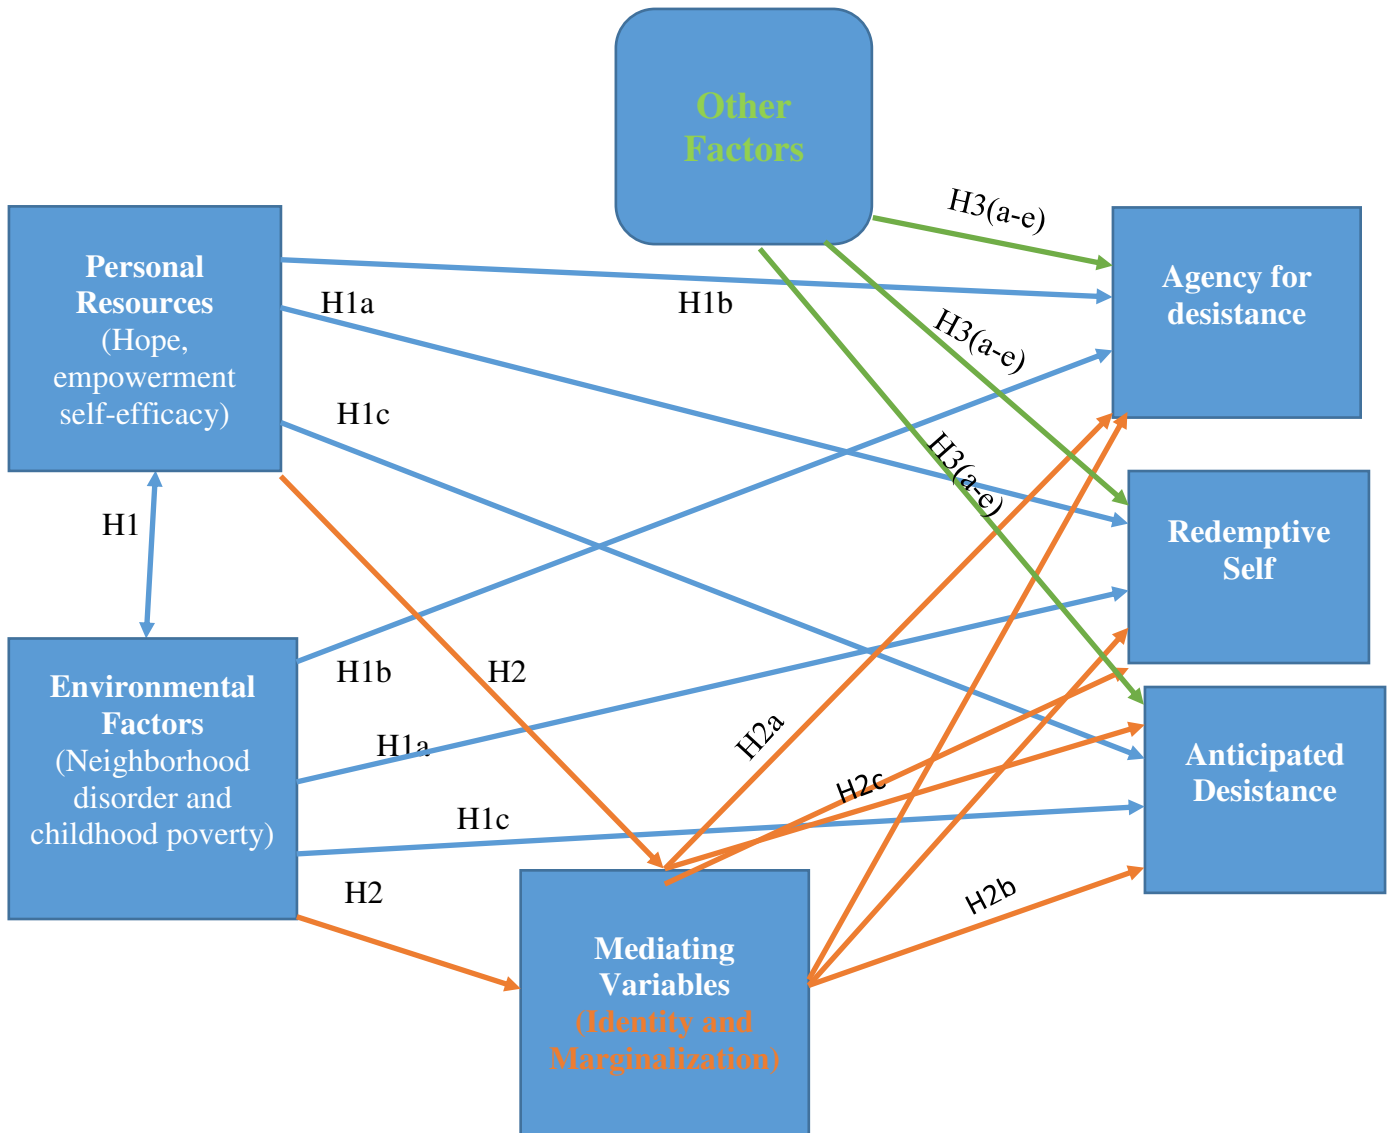 Other
Factors
H3(a-e)
Personal
Resources
(Hope,
empowerment
self-efficacy)
Agency for
desistance
H1a
H1b
H3(a-e)
H1c
H3(a-e)
H1
Redemptive
Self
H1b
H2
Environmental
Factors
(Neighborhood
disorder and
childhood poverty)
H1a
H2a
H2c
Anticipated
Desistance
H1c
H2
H2b
Mediating
Variables
(Identity and
Marginalization)